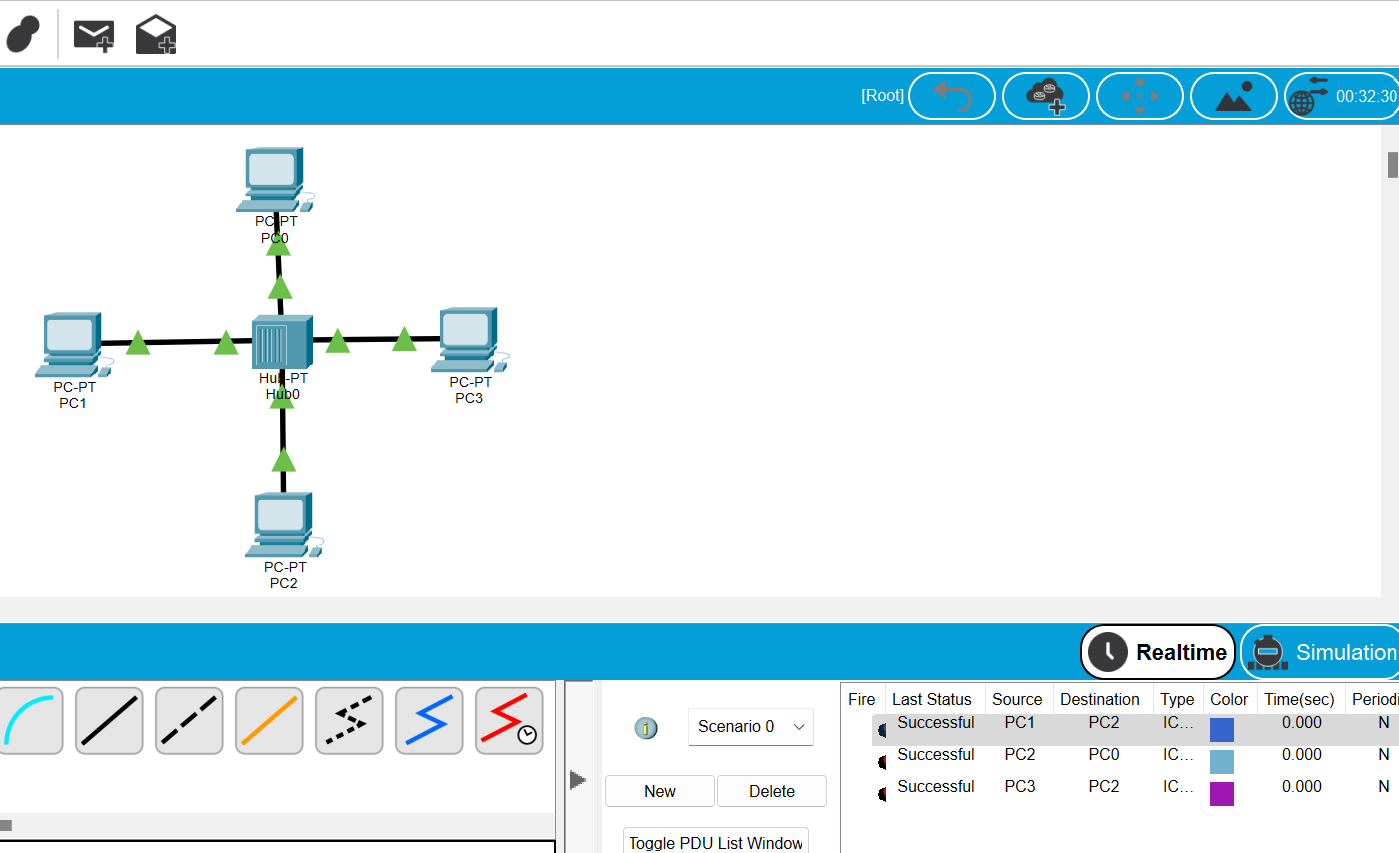 [Root]
00:32:30
PC-PT
PC0
PC-PT
PC1
Hub-PT
Hub0
PC-PT
PC3
PC-PT
PC2
Realtime
Simulation
Scenario 0
New
Delete
Toggle PDU List Window
Fire Last Status Source Destination Type Color Time(sec) Periodi
Successful PC1 PC2 IC... 0.000 N
Successful PC2 PC0 IC... 0.000 N
Successful PC3 PC2 IC... 0.000 N